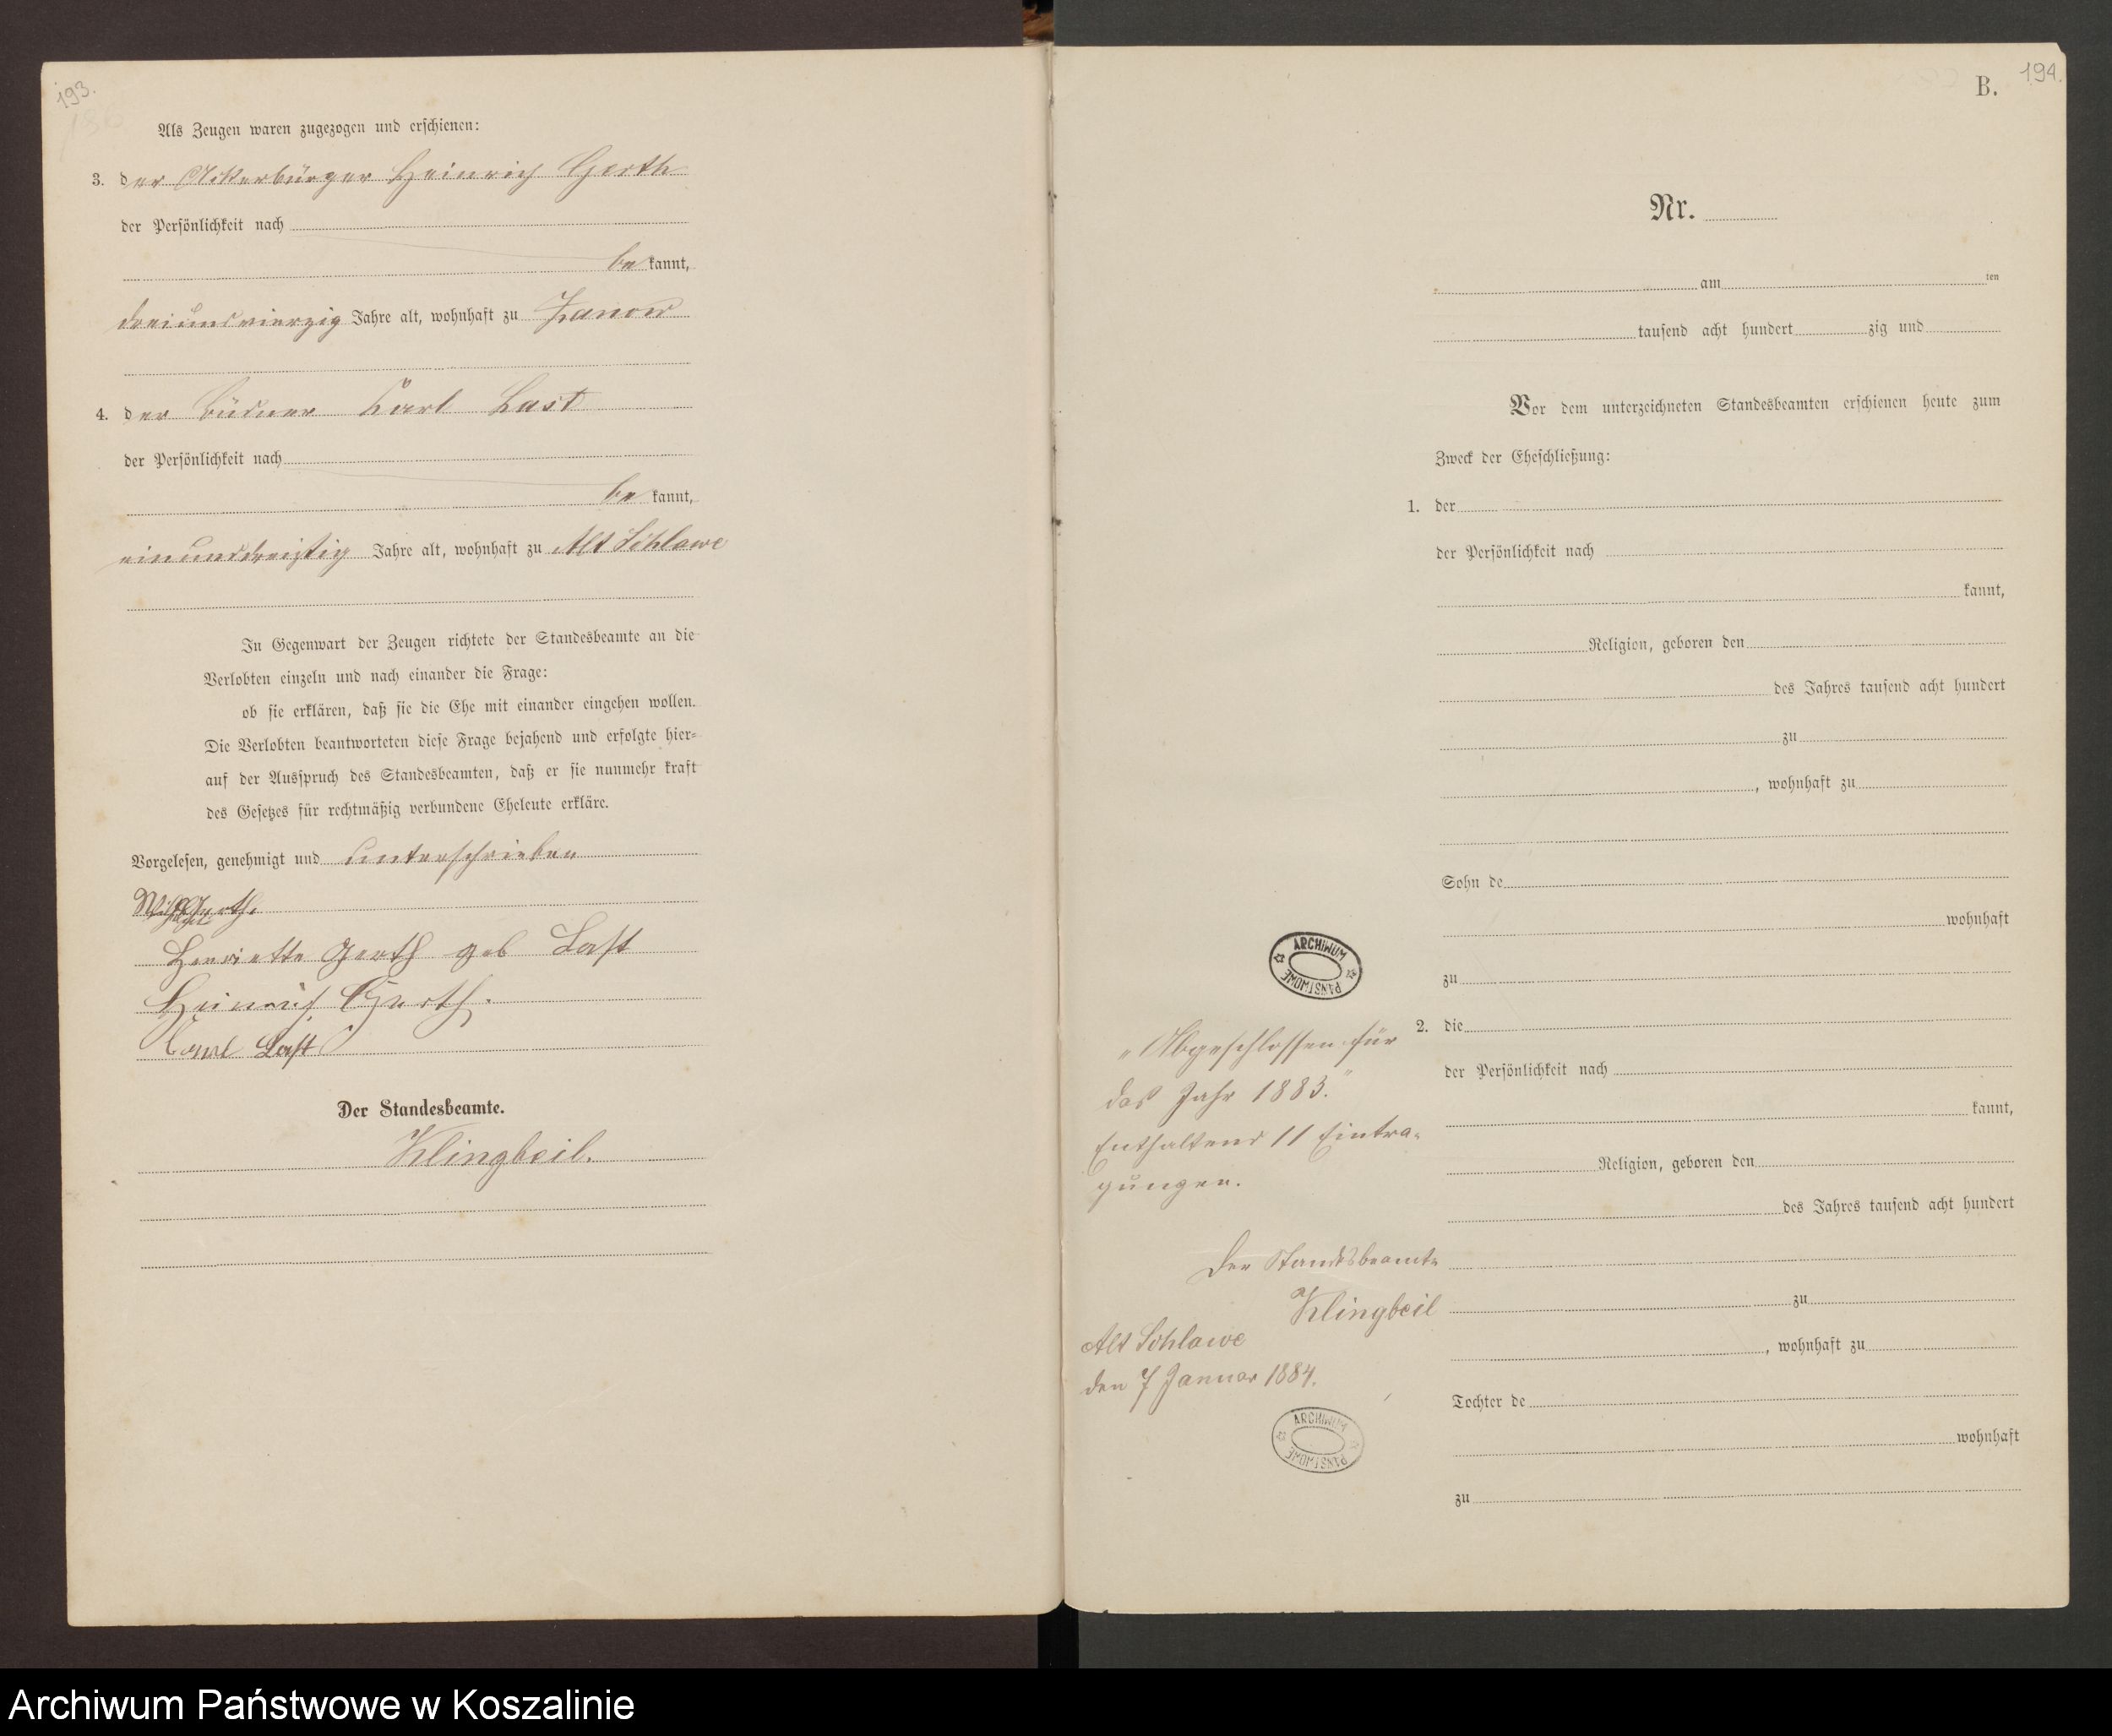 193.
Als Zeugen waren zugezogen und erschienen:
3. der Ackerbürger Heinrich Gerth
der Persönlichkeit nach
be kannt,
dreiundvierzig Jahre alt, wohnhaft zu Zanow
4. der Büdner Carl Last
der Persönlichkeit nach
be kannt,
einunddreißig Jahre alt, wohnhaft zu Alt Schlawe
In Gegenwart der Zeugen richtete der Standesbeamte an die
Verlobten einzeln und nach einander die Frage:
ob sie erklären, daß sie die Ehe mit einander eingehen wollen.
Die Verlobten beantworteten diese Frage bejahend und erfolgte hier=
auf der Ausspruch des Standesbeamten, daß er sie nunmehr kraft
des Gesetzes für rechtmäßig verbundene Eheleute erkläre.
Vorgelesen, genehmigt und unterschrieben
Gerth.
Henriette Gerth geb Last
Heinrich Gerth.
Carl Last
Der Standesbeamte.
Klingbeil.
194.
B.
Nr.
am ten
tausend acht hundert zig und
Vor dem unterzeichneten Standesbeamten erschienen heute zum
Zweck der Eheschließung:
1. der
der Persönlichkeit nach
kannt,
Religion, geboren den
des Jahres tausend acht hundert
zu
, wohnhaft zu
Sohn de
wohnhaft
zu
2. die
der Persönlichkeit nach
kannt,
Religion, geboren den
des Jahres tausend acht hundert
zu
, wohnhaft zu
Tochter de
wohnhaft
zu
ARCHIWUM PAŃSTWOWE
„Abgeschlossen für
das Jahr 1883."
Enthaltend 11 Eintra-
gungen.
Der Standesbeamte
Klingbeil
Alt Schlawe
den 7 Januar 1884.
ARCHIWUM PAŃSTWOWE
Archiwum Państwowe w Koszalinie